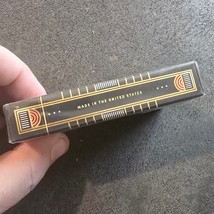 MADE IN THE UNITED STATES